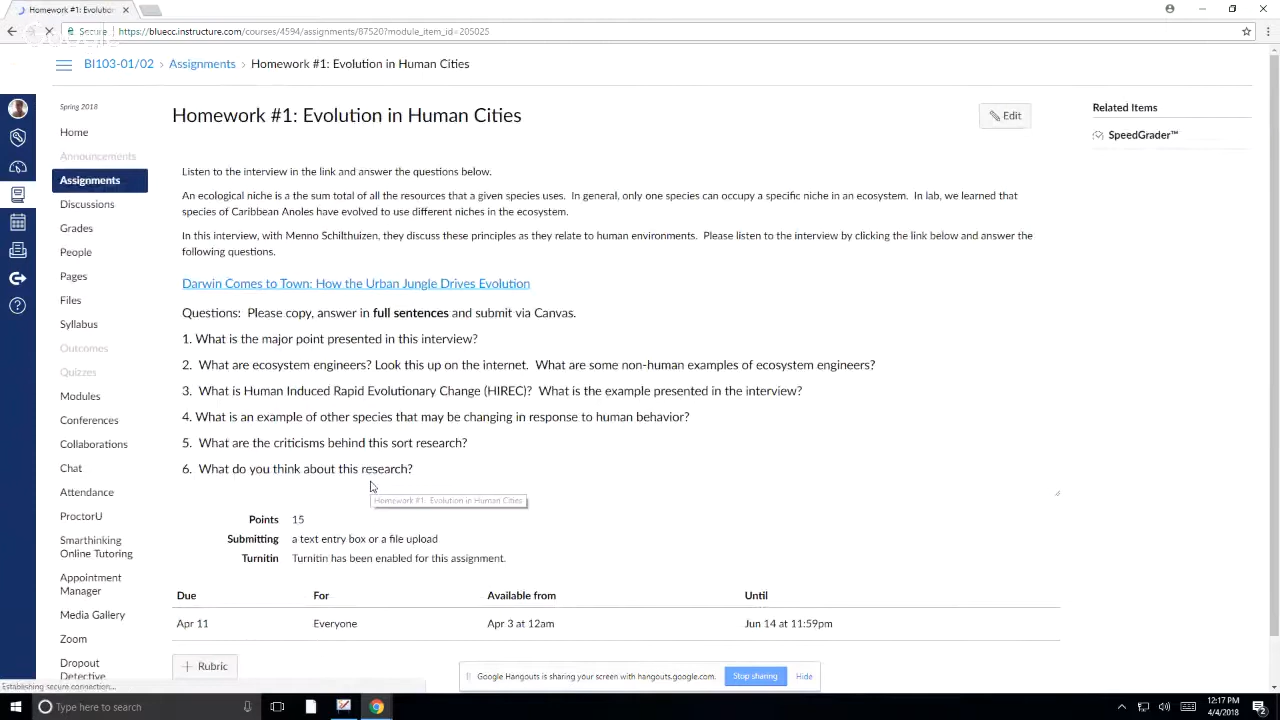 Homework #1: Evolution in Hum
Secure https://bluecc.instructure.com/courses/4594/assignments/87520?module_item_id=205025
BI103-01/02 › Assignments › Homework #1: Evolution in Human Cities
Spring 2018
Home
Announcements
Assignments
Discussions
Grades
People
Pages
Files
Syllabus
Outcomes
Quizzes
Modules
Conferences
Collaborations
Chat
Attendance
ProctorU
Smarthinking
Online Tutoring
Appointment
Manager
Media Gallery
Zoom
Dropout
Detective
Homework #1: Evolution in Human Cities
Edit
Related Items
SpeedGrader™
Listen to the interview in the link and answer the questions below.
An ecological niche is a the sum total of all the resources that a given species uses. In general, only one species can occupy a specific niche in an ecosystem. In lab, we learned that
species of Caribbean Anoles have evolved to use different niches in the ecosystem.
In this interview, with Menno Schilthuizen, they discuss these principles as they relate to human environments. Please listen to the interview by clicking the link below and answer the
following questions.
Darwin Comes to Town: How the Urban Jungle Drives Evolution
Questions: Please copy, answer in full sentences and submit via Canvas.
1. What is the major point presented in this interview?
2. What are ecosystem engineers? Look this up on the internet. What are some non-human examples of ecosystem engineers?
3. What is Human Induced Rapid Evolutionary Change (HIREC)? What is the example presented in the interview?
4. What is an example of other species that may be changing in response to human behavior?
5. What are the criticisms behind this sort research?
6. What do you think about this research?
Homework #1: Evolution in Human Cities
Points 15
Submitting a text entry box or a file upload
Turnitin Turnitin has been enabled for this assignment.
Due For Available from Until
Apr 11 Everyone Apr 3 at 12am Jun 14 at 11:59pm
+ Rubric
Google Hangouts is sharing your screen with hangouts.google.com.
Stop sharing
Hide
Establishing secure connection...
Type here to search
12:17 PM
4/4/2018
2